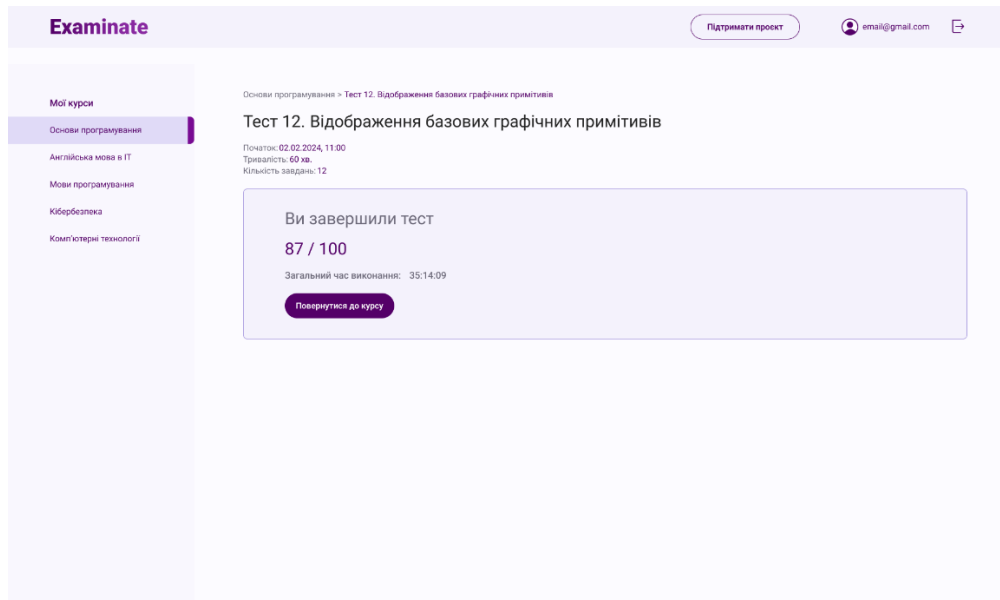 Examinate
Підтримати проєкт
email@gmail.com
Мої курси
Основи програмування
Англійська мова в ІТ
Мови програмування
Кібербезпека
Комп'ютерні технології
Основи програмування > Тест 12. Відображення базових графічних примітивів
Тест 12. Відображення базових графічних примітивів
Початок: 02.02.2024, 11:00
Тривалість: 60 хв.
Кількість завдань: 12
Ви завершили тест
87 / 100
Загальний час виконання: 35:14:09
Повернутися до курсу